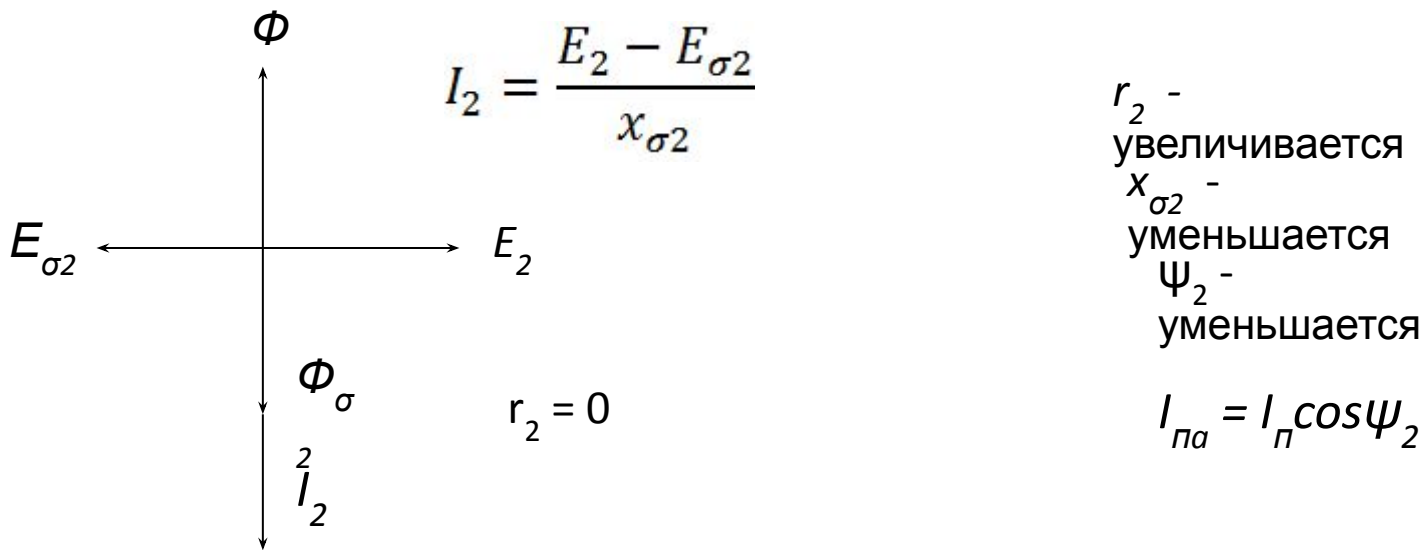 Φ
I₂ = (E₂ − E_σ2) / x_σ2
r₂ -
увеличивается
x_σ2 -
уменьшается
Ψ₂ -
уменьшается
E_σ2
E₂
Φ_σ
2
I₂
r₂ = 0
I_па = I_п cosψ₂